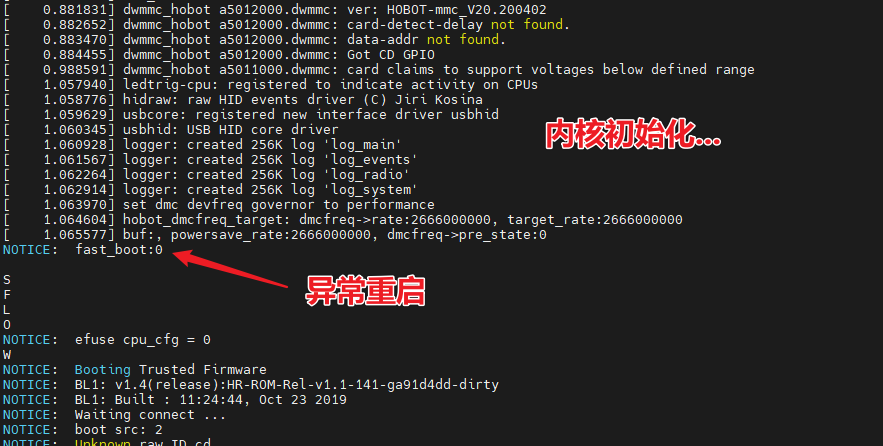 [    0.881831] dwmmc_hobot a5012000.dwmmc: ver: HOBOT-mmc_V20.200402
[    0.882652] dwmmc_hobot a5012000.dwmmc: card-detect-delay not found.
[    0.883470] dwmmc_hobot a5012000.dwmmc: data-addr not found.
[    0.884455] dwmmc_hobot a5012000.dwmmc: Got CD GPIO
[    0.988591] dwmmc_hobot a5011000.dwmmc: card claims to support voltages below defined range
[    1.057940] ledtrig-cpu: registered to indicate activity on CPUs
[    1.058776] hidraw: raw HID events driver (C) Jiri Kosina
[    1.059629] usbcore: registered new interface driver usbhid
[    1.060345] usbhid: USB HID core driver
[    1.060928] logger: created 256K log 'log_main'
内核初始化...
[    1.061567] logger: created 256K log 'log_events'
[    1.062264] logger: created 256K log 'log_radio'
[    1.062914] logger: created 256K log 'log_system'
[    1.063970] set dmc devfreq governor to performance
[    1.064604] hobot_dmcfreq_target: dmcfreq->rate:2666000000, target_rate:2666000000
[    1.065577] buf:, powersave_rate:2666000000, dmcfreq->pre_state:0
NOTICE:  fast_boot:0
异常重启
S
F
L
O
NOTICE:  efuse cpu_cfg = 0
W
NOTICE:  Booting Trusted Firmware
NOTICE:  BL1: v1.4(release):HR-ROM-Rel-v1.1-141-ga91d4dd-dirty
NOTICE:  BL1: Built : 11:24:44, Oct 23 2019
NOTICE:  Waiting connect ...
NOTICE:  boot src: 2
NOTICE:  Unknown raw ID cd